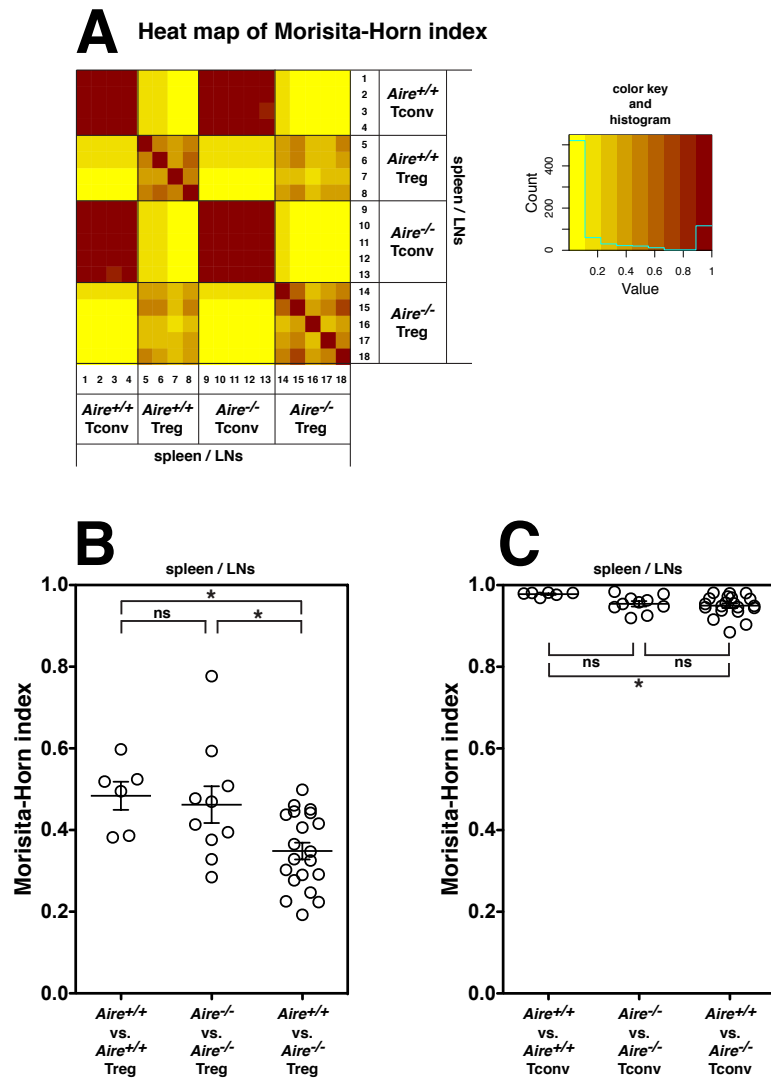 A Heat map of Morisita-Horn index
1
2
3
4
Aire+/+
Tconv
5
6
7
8
Aire+/+
Treg
9
10
11
12
13
Aire-/-
Tconv
14
15
16
17
18
Aire-/-
Treg
spleen / LNs
1 2 3 4 5 6 7 8 9 10 11 12 13 14 15 16 17 18
Aire+/+ Aire+/+ Aire-/- Aire-/-
Tconv Treg Tconv Treg
spleen / LNs
color key
and
histogram
Count
400
200
0
0.2 0.4 0.6 0.8 1
Value
B
spleen / LNs
Morisita-Horn index
1.0
0.8
0.6
0.4
0.2
0.0
*
ns *
Aire+/+ Aire-/- Aire+/+
vs. vs. vs.
Aire+/+ Aire-/- Aire-/-
Treg Treg Treg
C
spleen / LNs
Morisita-Horn index
1.0
0.8
0.6
0.4
0.2
0.0
ns ns
*
Aire+/+ Aire-/- Aire+/+
vs. vs. vs.
Aire+/+ Aire-/- Aire-/-
Tconv Tconv Tconv